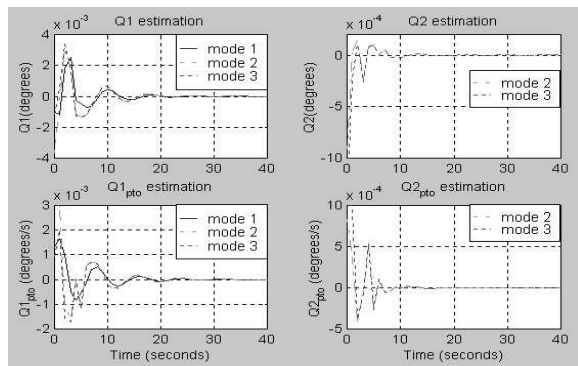 x 10⁻³ Q1 estimation
Q1(degrees)
4
2
0
-2
-4
0 10 20 30 40
mode 1
mode 2
mode 3
x 10⁻⁴ Q2 estimation
Q2(degrees)
0
-5
-10
0 10 20 30 40
mode 2
mode 3
x 10⁻³ Q1pto estimation
Q1pto (degrees/s)
3
2
1
0
-1
-2
0 10 20 30 40
Time (seconds)
mode 1
mode 2
mode 3
x 10⁻⁴ Q2pto estimation
Q2pto (degrees/s)
10
5
0
-5
0 10 20 30 40
Time (seconds)
mode 2
mode 3